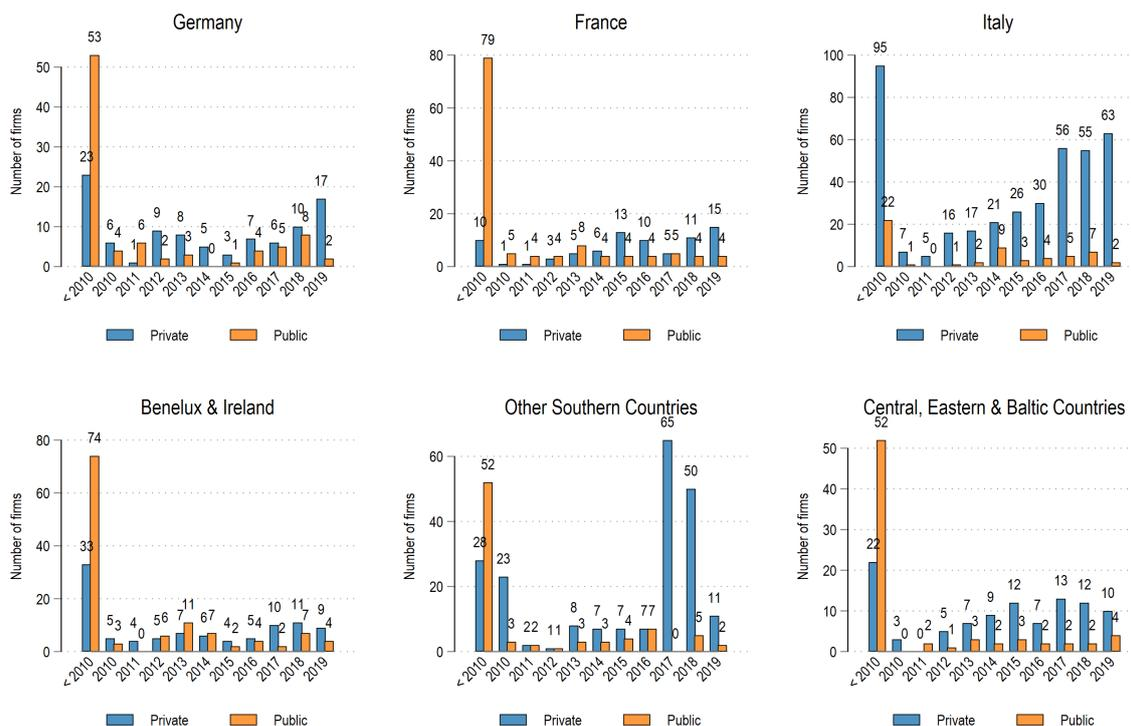 Germany
Number of firms
50
40
30
20
10
0
23 53 6 4 1 6 9 2 8 3 5 0 3 1 7 4 6 5 10 8 17 2
< 2010 2010 2011 2012 2013 2014 2015 2016 2017 2018 2019
Private Public
France
Number of firms
80
60
40
20
0
10 79 1 5 1 4 3 4 5 8 6 4 13 4 10 4 5 5 11 4 15 4
< 2010 2010 2011 2012 2013 2014 2015 2016 2017 2018 2019
Private Public
Italy
Number of firms
100
80
60
40
20
0
95 22 7 1 5 0 16 1 17 2 21 9 26 3 30 4 56 5 55 7 63 2
< 2010 2010 2011 2012 2013 2014 2015 2016 2017 2018 2019
Private Public
Benelux & Ireland
Number of firms
80
60
40
20
0
33 74 5 3 4 0 5 6 7 11 6 7 4 2 5 4 10 2 11 7 9 4
< 2010 2010 2011 2012 2013 2014 2015 2016 2017 2018 2019
Private Public
Other Southern Countries
Number of firms
60
40
20
0
28 52 23 3 2 2 1 1 8 3 7 3 7 4 7 7 65 0 50 5 11 2
< 2010 2010 2011 2012 2013 2014 2015 2016 2017 2018 2019
Private Public
Central, Eastern & Baltic Countries
Number of firms
50
40
30
20
10
0
22 52 3 0 0 2 5 1 7 3 9 2 12 3 7 2 13 2 12 2 10 4
< 2010 2010 2011 2012 2013 2014 2015 2016 2017 2018 2019
Private Public